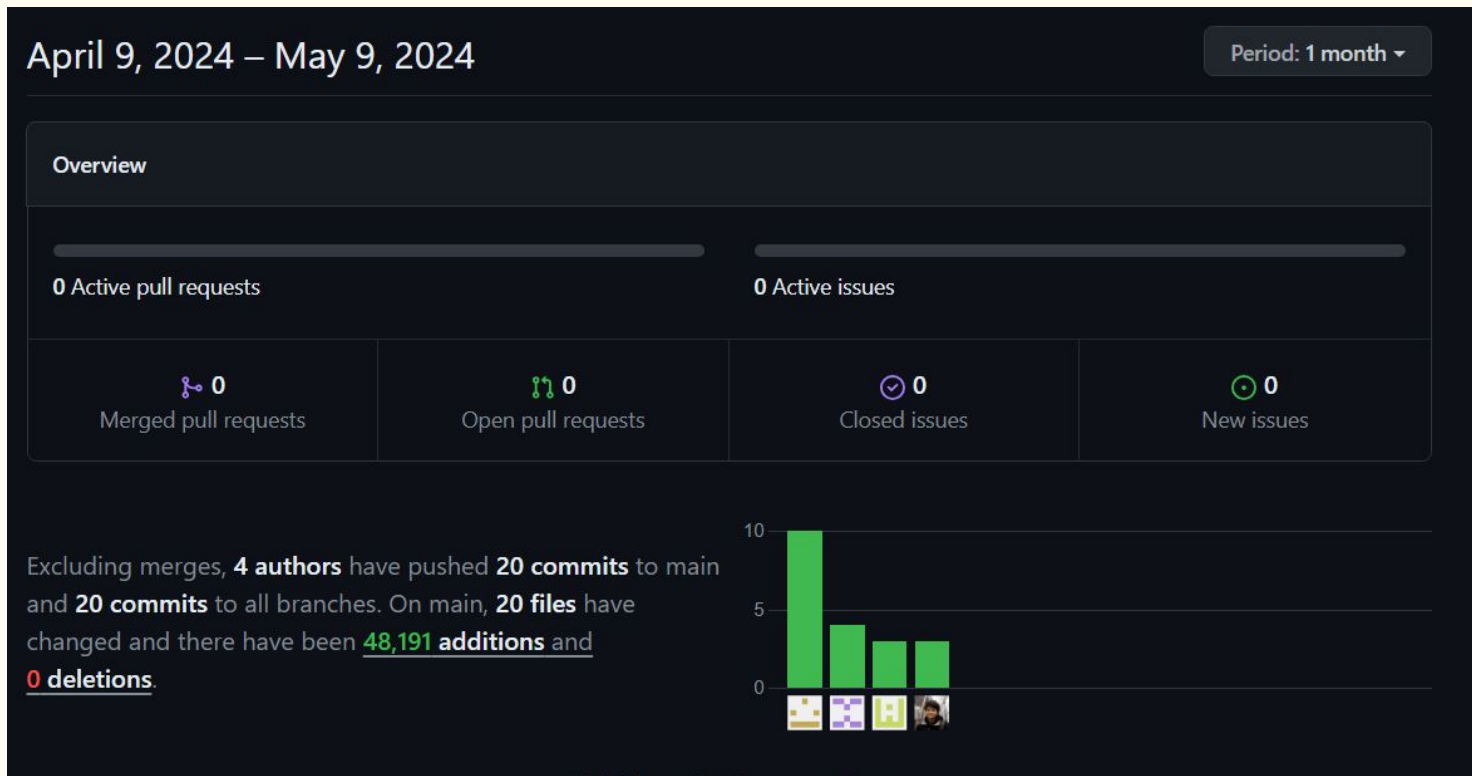 April 9, 2024 – May 9, 2024
Period: 1 month
Overview
0 Active pull requests
0 Active issues
0
Merged pull requests
0
Open pull requests
0
Closed issues
0
New issues
Excluding merges, 4 authors have pushed 20 commits to main
and 20 commits to all branches. On main, 20 files have
changed and there have been 48,191 additions and
0 deletions.
10
5
0